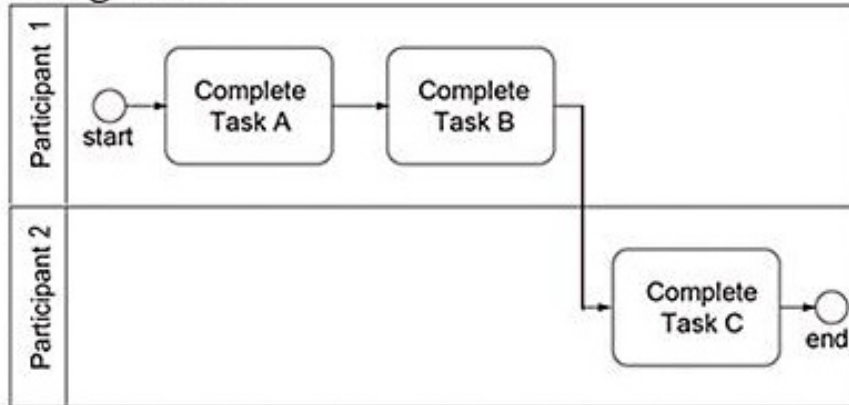 Participant 1
start
Complete
Task A
Complete
Task B
Participant 2
Complete
Task C
end